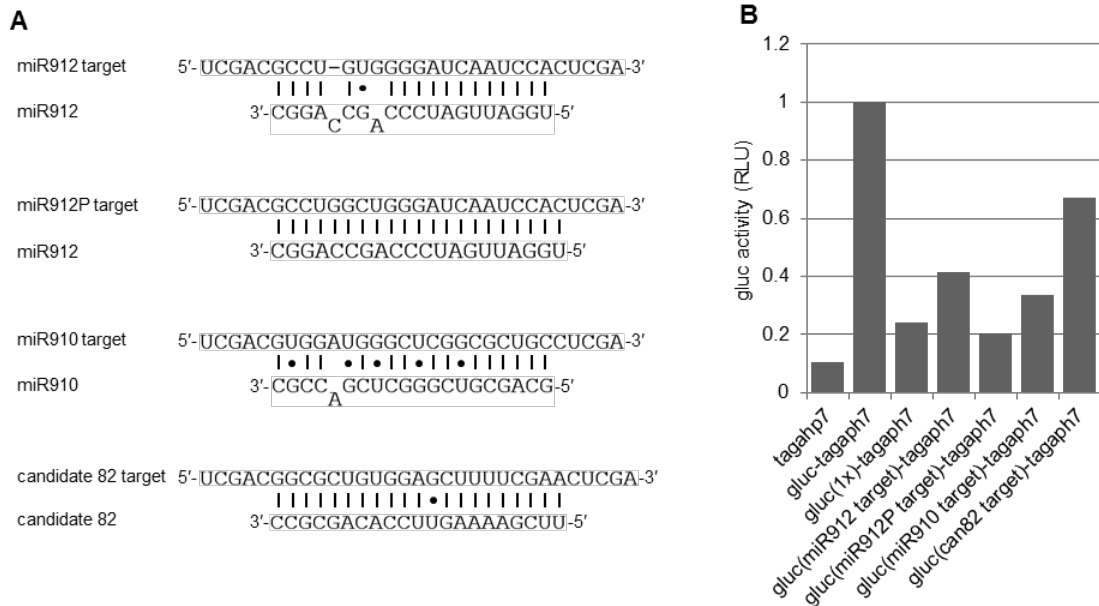 A
miR912 target 5′- UCGACGCCU-GUGGGGAUCAAUCCACUCGA-3′
miR912 3′-CGGACCGACCCUAGUUAGGU-5′
miR912P target 5′- UCGACGCCUGGCUGGGAUCAAUCCACUCGA-3′
miR912 3′-CGGACCGACCCUAGUUAGGU-5′
miR910 target 5′-UCGACGUGGAUGGGCUCGGCGCUGCCUCGA-3′
miR910 3′-CGCCAGCUCGGGCUGCGACG-5′
candidate 82 target 5′-UCGACGGCGCUGUGGAGCUUUUCGAACUCGA-3′
candidate 82 3′-CCGCGACACCUUGAAAAGCUU-5′
B
gluc activity (RLU)
1.2
1
0.8
0.6
0.4
0.2
0
tagahp7
gluc-tagaph7
gluc(1x)-tagaph7
gluc(miR912 target)-tagaph7
gluc(miR912P target)-tagaph7
gluc(miR910 target)-tagaph7
gluc(can82 target)-tagaph7